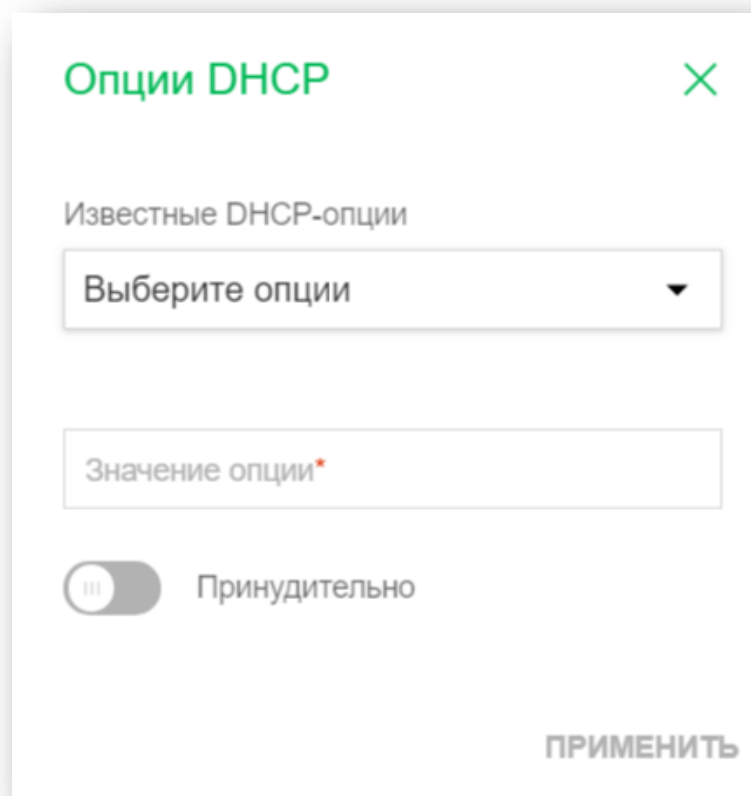 Опции DHCP
Известные DHCP-опции
Выберите опции
Значение опции*
Принудительно
ПРИМЕНИТЬ